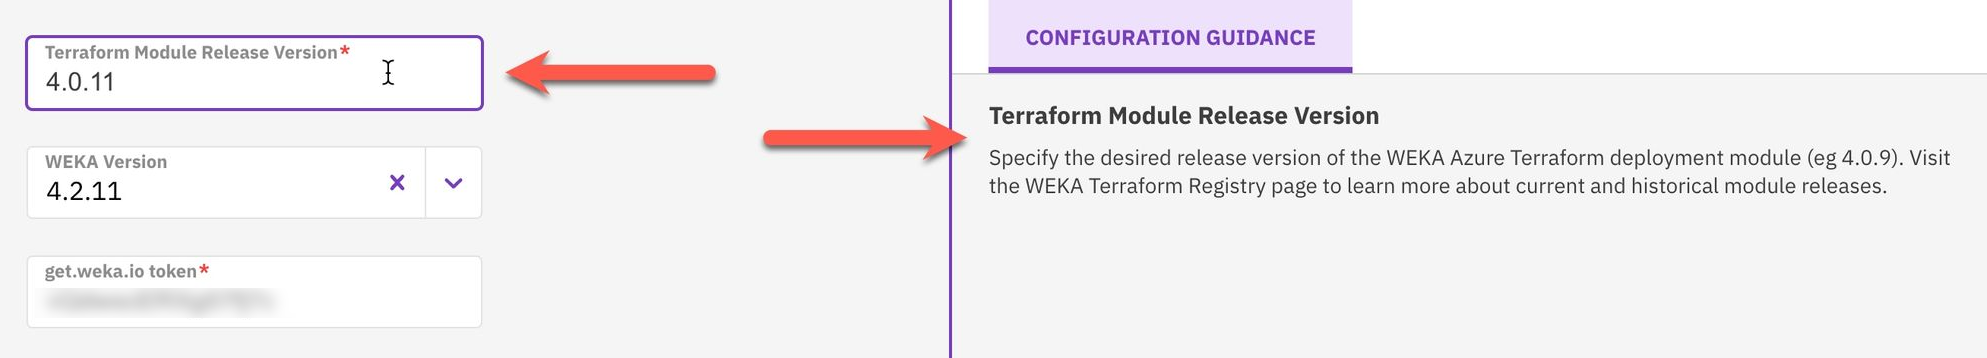 Terraform Module Release Version*
4.0.11
WEKA Version
4.2.11
get.weka.io token*
CONFIGURATION GUIDANCE
Terraform Module Release Version
Specify the desired release version of the WEKA Azure Terraform deployment module (eg 4.0.9). Visit
the WEKA Terraform Registry page to learn more about current and historical module releases.